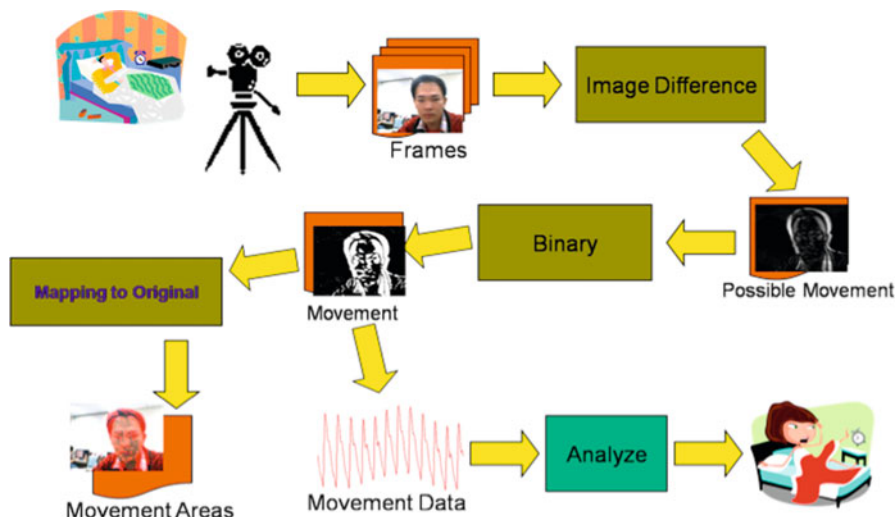 Frames
Image Difference
Possible Movement
Binary
Movement
Mapping to Original
Movement Areas
Movement Data
Analyze